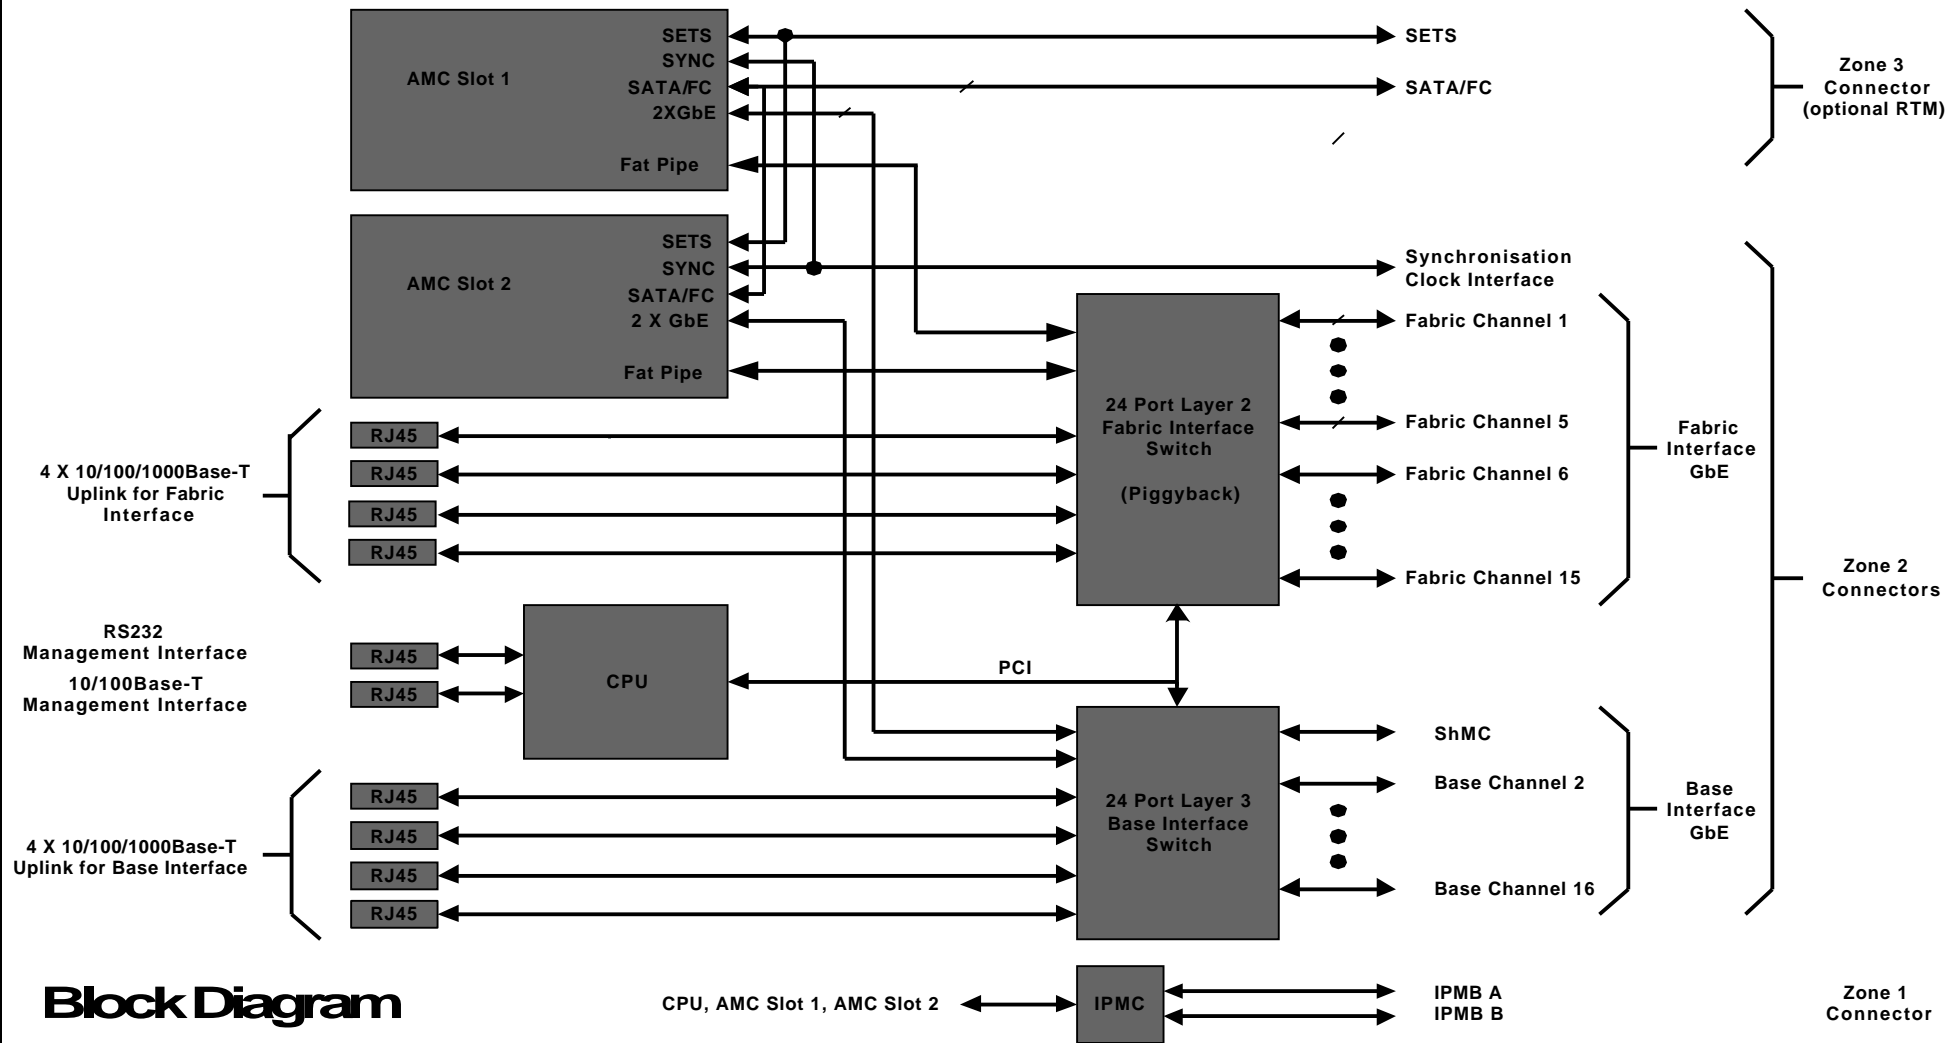 SETS
SYNC
AMC Slot 1
SATA/FC
2XGbE
Fat Pipe
SETS
SATA/FC
Zone 3
Connector
(optional RTM)
SETS
SYNC
AMC Slot 2
SATA/FC
2 X GbE
Fat Pipe
Synchronisation
Clock Interface
Fabric Channel 1
Fabric Channel 5
Fabric Channel 6
Fabric Channel 15
24 Port Layer 2
Fabric Interface
Switch
(Piggyback)
Fabric
Interface
GbE
Zone 2
Connectors
4 X 10/100/1000Base-T
Uplink for Fabric
Interface
RJ45
RJ45
RJ45
RJ45
RS232
Management Interface
10/100Base-T
Management Interface
RJ45
RJ45
CPU
PCI
24 Port Layer 3
Base Interface
Switch
ShMC
Base Channel 2
Base Channel 16
Base
Interface
GbE
4 X 10/100/1000Base-T
Uplink for Base Interface
RJ45
RJ45
RJ45
RJ45
Block Diagram
CPU, AMC Slot 1, AMC Slot 2
IPMC
IPMB A
IPMB B
Zone 1
Connector